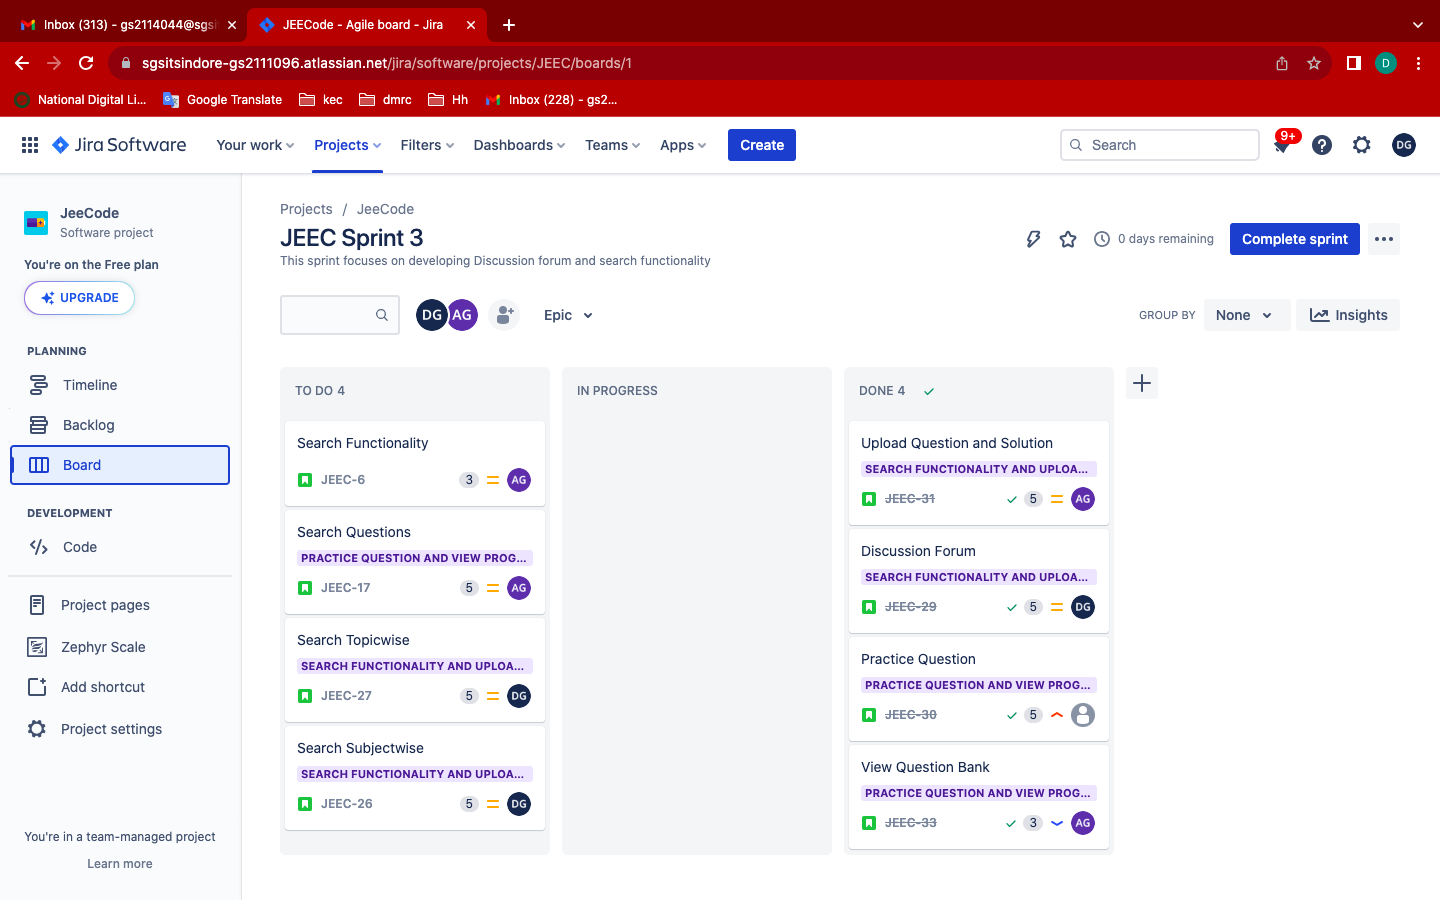 Inbox (313) - gs2114044@sgsi
JEECode - Agile board - Jira
sgsitsindore-gs2111096.atlassian.net/jira/software/projects/JEEC/boards/1
D
National Digital Li...
Google Translate
kec
dmrc
Hh
Inbox (228) - gs2...
Jira Software
Your work
Projects
Filters
Dashboards
Teams
Apps
Create
Search
9+
DG
JeeCode
Software project
You're on the Free plan
UPGRADE
PLANNING
Timeline
Backlog
Board
DEVELOPMENT
Code
Project pages
Zephyr Scale
Add shortcut
Project settings
You're in a team-managed project
Learn more
Projects / JeeCode
JEEC Sprint 3
This sprint focuses on developing Discussion forum and search functionality
0 days remaining
Complete sprint
DG
AG
Epic
GROUP BY
None
Insights
TO DO 4
Search Functionality
JEEC-6
3
AG
Search Questions
PRACTICE QUESTION AND VIEW PROG...
JEEC-17
5
AG
Search Topicwise
SEARCH FUNCTIONALITY AND UPLOA...
JEEC-27
5
DG
Search Subjectwise
SEARCH FUNCTIONALITY AND UPLOA...
JEEC-26
5
DG
IN PROGRESS
DONE 4
Upload Question and Solution
SEARCH FUNCTIONALITY AND UPLOA...
JEEC-31
5
AG
Discussion Forum
SEARCH FUNCTIONALITY AND UPLOA...
JEEC-29
5
DG
Practice Question
PRACTICE QUESTION AND VIEW PROG...
JEEC-30
5
View Question Bank
PRACTICE QUESTION AND VIEW PROG...
JEEC-33
3
AG